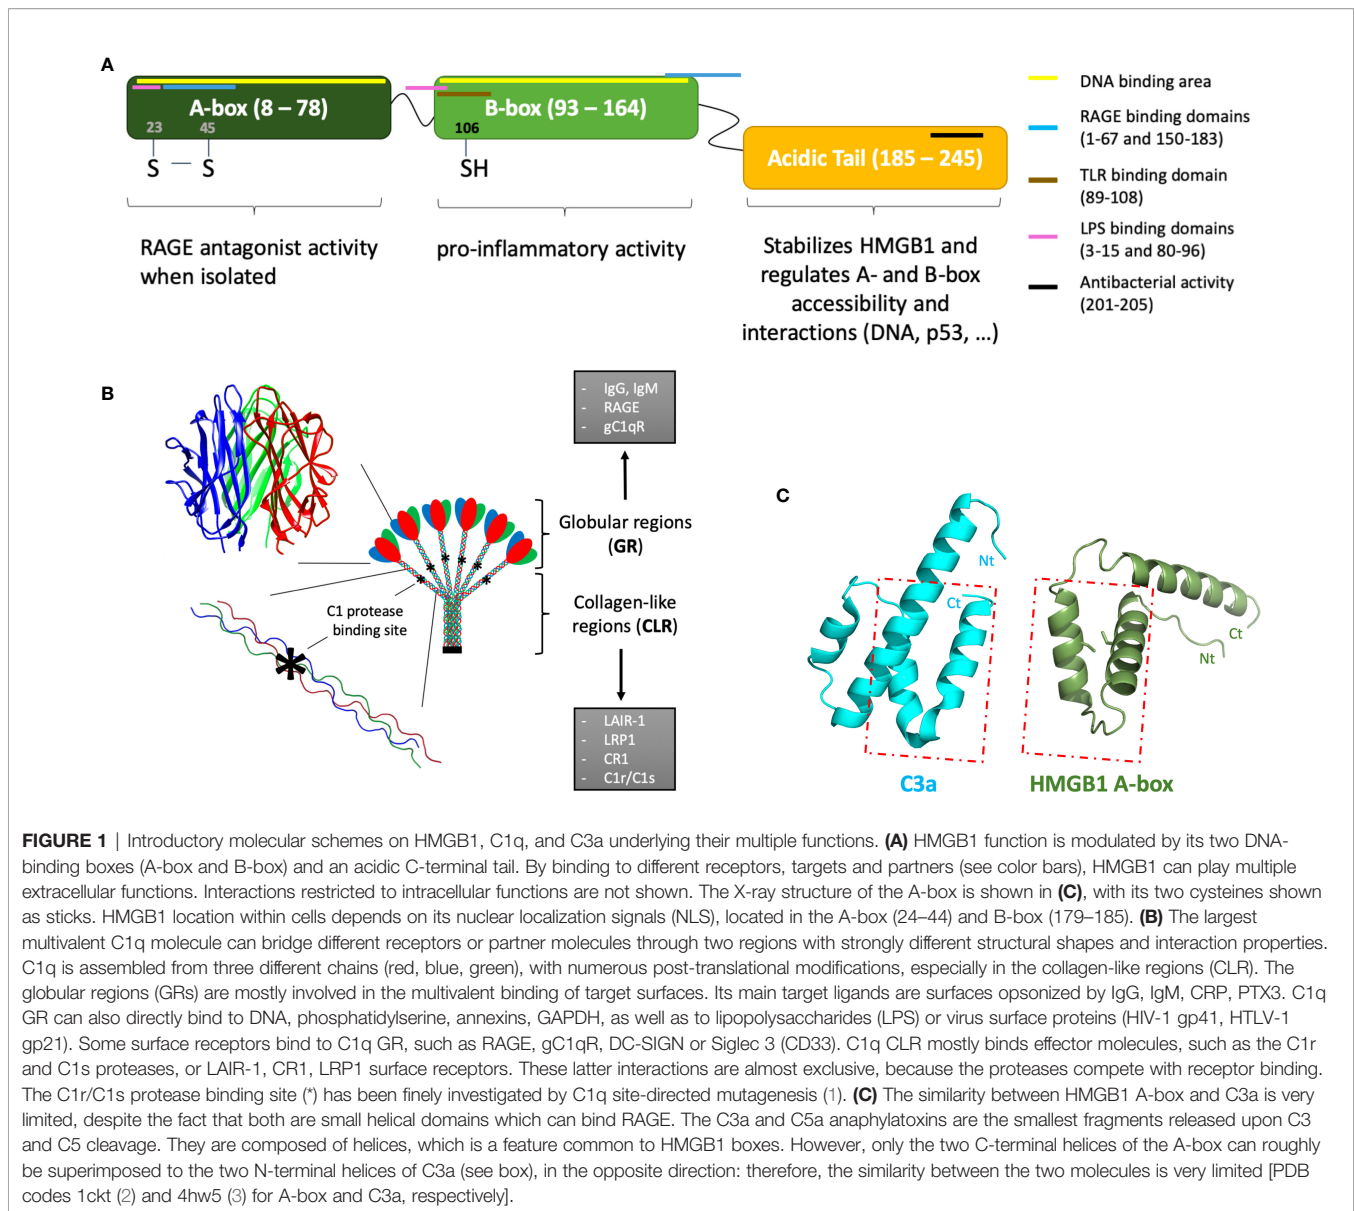 A
A-box (8 – 78)
23
45
S — S
B-box (93 – 164)
106
SH
Acidic Tail (185 – 245)
RAGE antagonist activity
when isolated
pro-inflammatory activity
Stabilizes HMGB1 and
regulates A- and B-box
accessibility and
interactions (DNA, p53, ...)
DNA binding area
RAGE binding domains
(1-67 and 150-183)
TLR binding domain
(89-108)
LPS binding domains
(3-15 and 80-96)
Antibacterial activity
(201-205)
B
- IgG, IgM
- RAGE
- gC1qR
Globular regions
(GR)
Collagen-like
regions (CLR)
C1 protease
binding site
- LAIR-1
- LRP1
- CR1
- C1r/C1s
C
Nt
Ct
C3a
Ct
Nt
HMGB1 A-box
FIGURE 1 | Introductory molecular schemes on HMGB1, C1q, and C3a underlying their multiple functions. (A) HMGB1 function is modulated by its two DNA-
binding boxes (A-box and B-box) and an acidic C-terminal tail. By binding to different receptors, targets and partners (see color bars), HMGB1 can play multiple
extracellular functions. Interactions restricted to intracellular functions are not shown. The X-ray structure of the A-box is shown in (C), with its two cysteines shown
as sticks. HMGB1 location within cells depends on its nuclear localization signals (NLS), located in the A-box (24–44) and B-box (179–185). (B) The largest
multivalent C1q molecule can bridge different receptors or partner molecules through two regions with strongly different structural shapes and interaction properties.
C1q is assembled from three different chains (red, blue, green), with numerous post-translational modifications, especially in the collagen-like regions (CLR). The
globular regions (GRs) are mostly involved in the multivalent binding of target surfaces. Its main target ligands are surfaces opsonized by IgG, IgM, CRP, PTX3. C1q
GR can also directly bind to DNA, phosphatidylserine, annexins, GAPDH, as well as to lipopolysaccharides (LPS) or virus surface proteins (HIV-1 gp41, HTLV-1
gp21). Some surface receptors bind to C1q GR, such as RAGE, gC1qR, DC-SIGN or Siglec 3 (CD33). C1q CLR mostly binds effector molecules, such as the C1r
and C1s proteases, or LAIR-1, CR1, LRP1 surface receptors. These latter interactions are almost exclusive, because the proteases compete with receptor binding.
The C1r/C1s protease binding site (*) has been finely investigated by C1q site-directed mutagenesis (1). (C) The similarity between HMGB1 A-box and C3a is very
limited, despite the fact that both are small helical domains which can bind RAGE. The C3a and C5a anaphylatoxins are the smallest fragments released upon C3
and C5 cleavage. They are composed of helices, which is a feature common to HMGB1 boxes. However, only the two C-terminal helices of the A-box can roughly
be superimposed to the two N-terminal helices of C3a (see box), in the opposite direction: therefore, the similarity between the two molecules is very limited [PDB
codes 1ckt (2) and 4hw5 (3) for A-box and C3a, respectively].